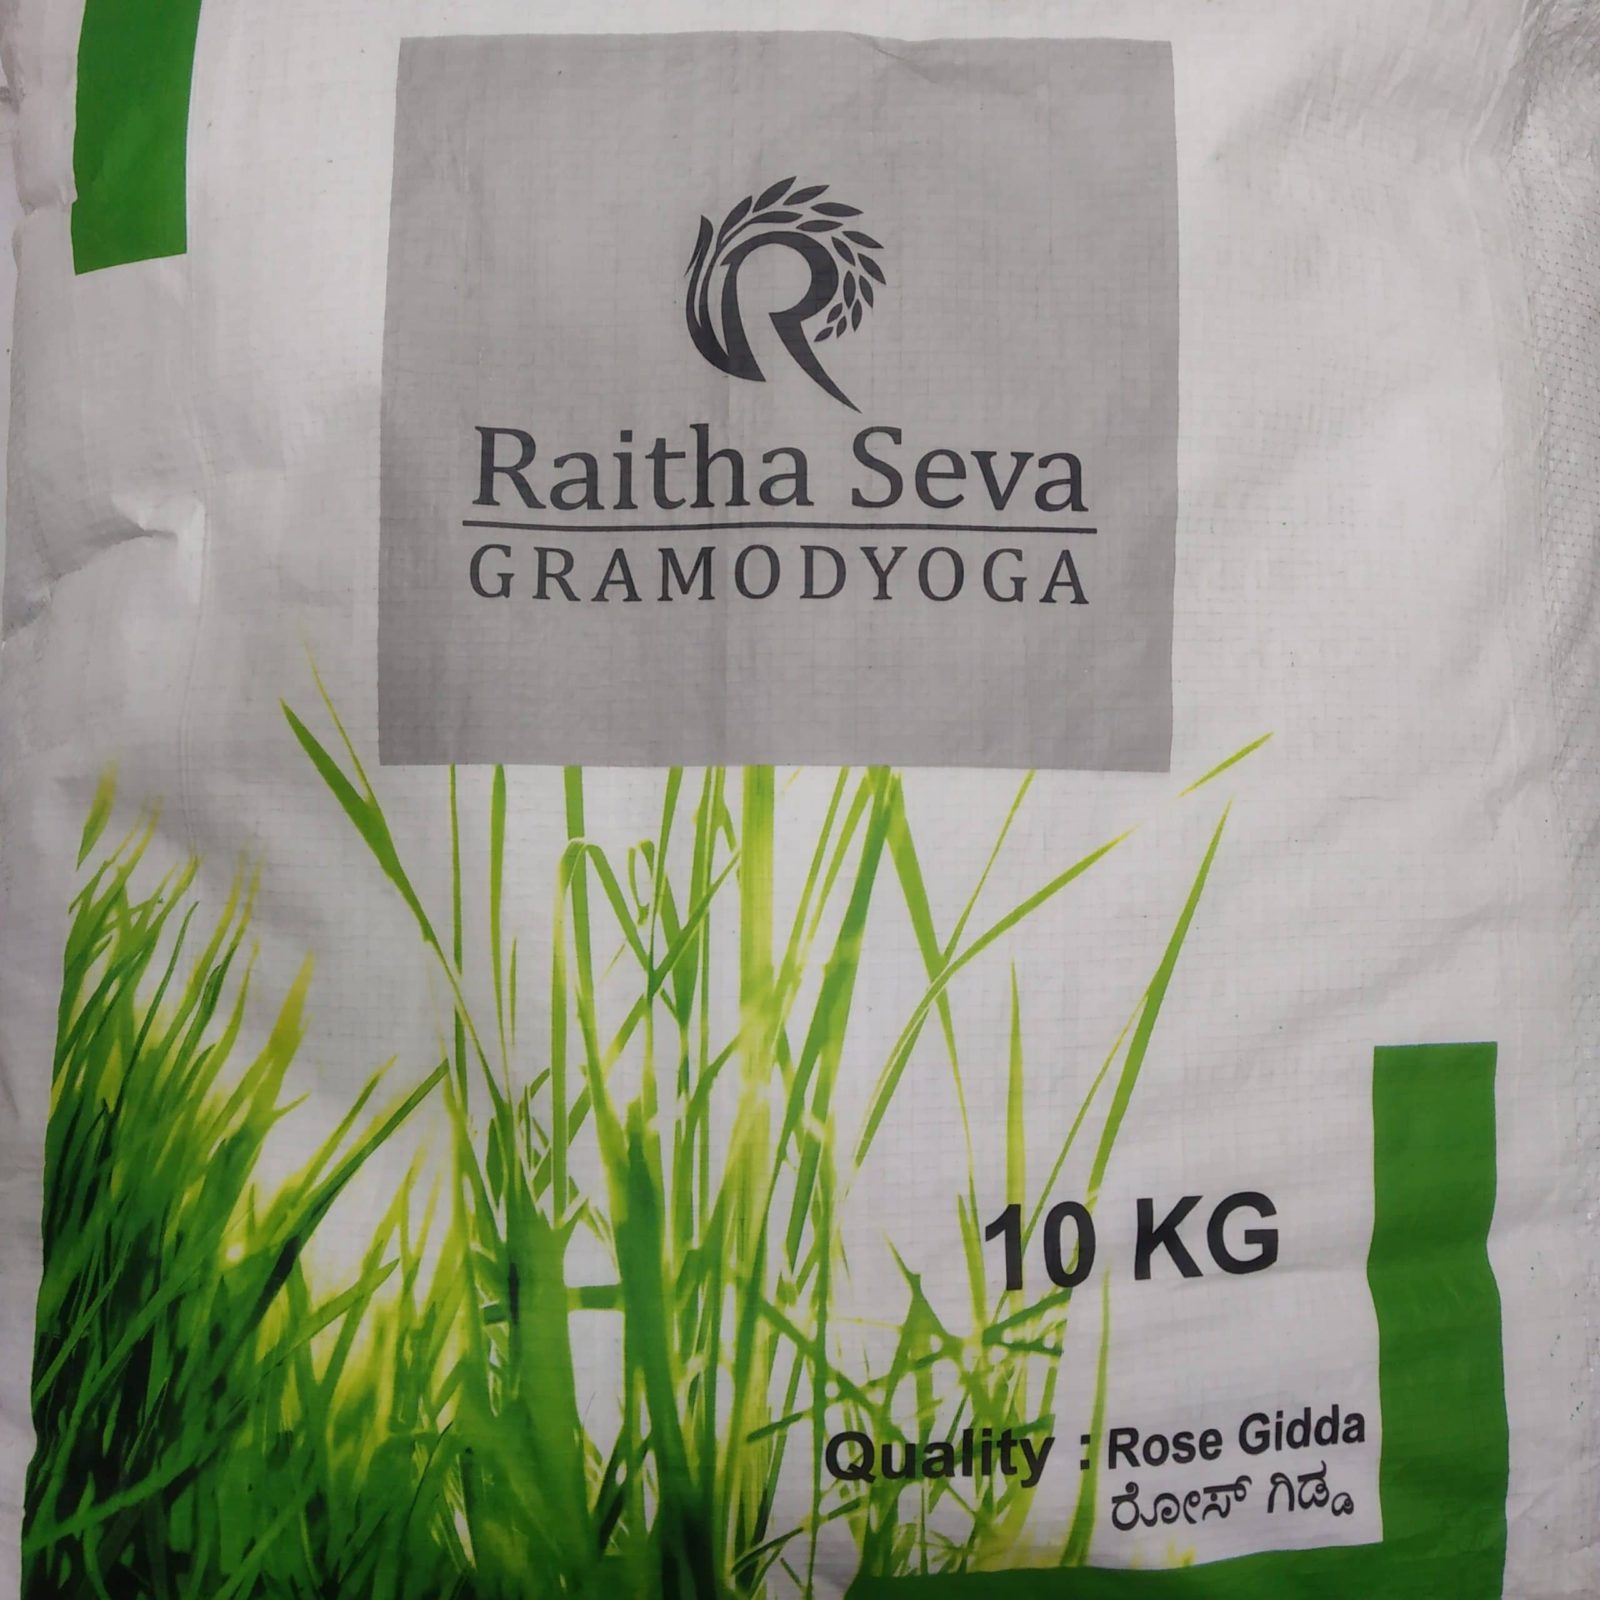 Raitha Seva
GRAMODYOGA
10 KG
Quality : Rose Gidda
ರೋಸ್ ಗಿಡ್ಡ